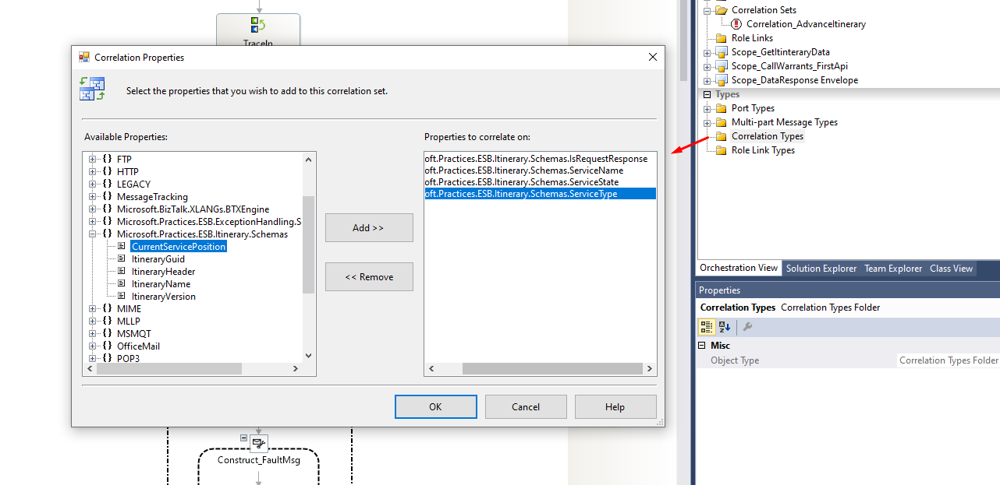 TraceIn
Correlation Properties
Select the properties that you wish to add to this correlation set.
Available Properties:
FTP
HTTP
LEGACY
MessageTracking
Microsoft.BizTalk.XLANGs.BTXEngine
Microsoft.Practices.ESB.ExceptionHandling.S
Microsoft.Practices.ESB.Itinerary.Schemas
CurrentServicePosition
ItineraryGuid
ItineraryHeader
ItineraryName
ItineraryVersion
MIME
MLLP
MSMQT
OfficeMail
POP3
Add >>
<< Remove
Properties to correlate on:
oft.Practices.ESB.Itinerary.Schemas.IsRequestResponse
oft.Practices.ESB.Itinerary.Schemas.ServiceName
oft.Practices.ESB.Itinerary.Schemas.ServiceState
oft.Practices.ESB.Itinerary.Schemas.ServiceType
OK
Cancel
Help
Construct_FaultMsg
Correlation Sets
Correlation_AdvanceItinerary
Role Links
Scope_GetItinteraryData
Scope_CallWarrants_FirstApi
Scope_DataResponse Envelope
Types
Port Types
Multi-part Message Types
Correlation Types
Role Link Types
Orchestration View
Solution Explorer
Team Explorer
Class View
Properties
Correlation Types Correlation Types Folder
Misc
Object Type
Correlation Types Folder